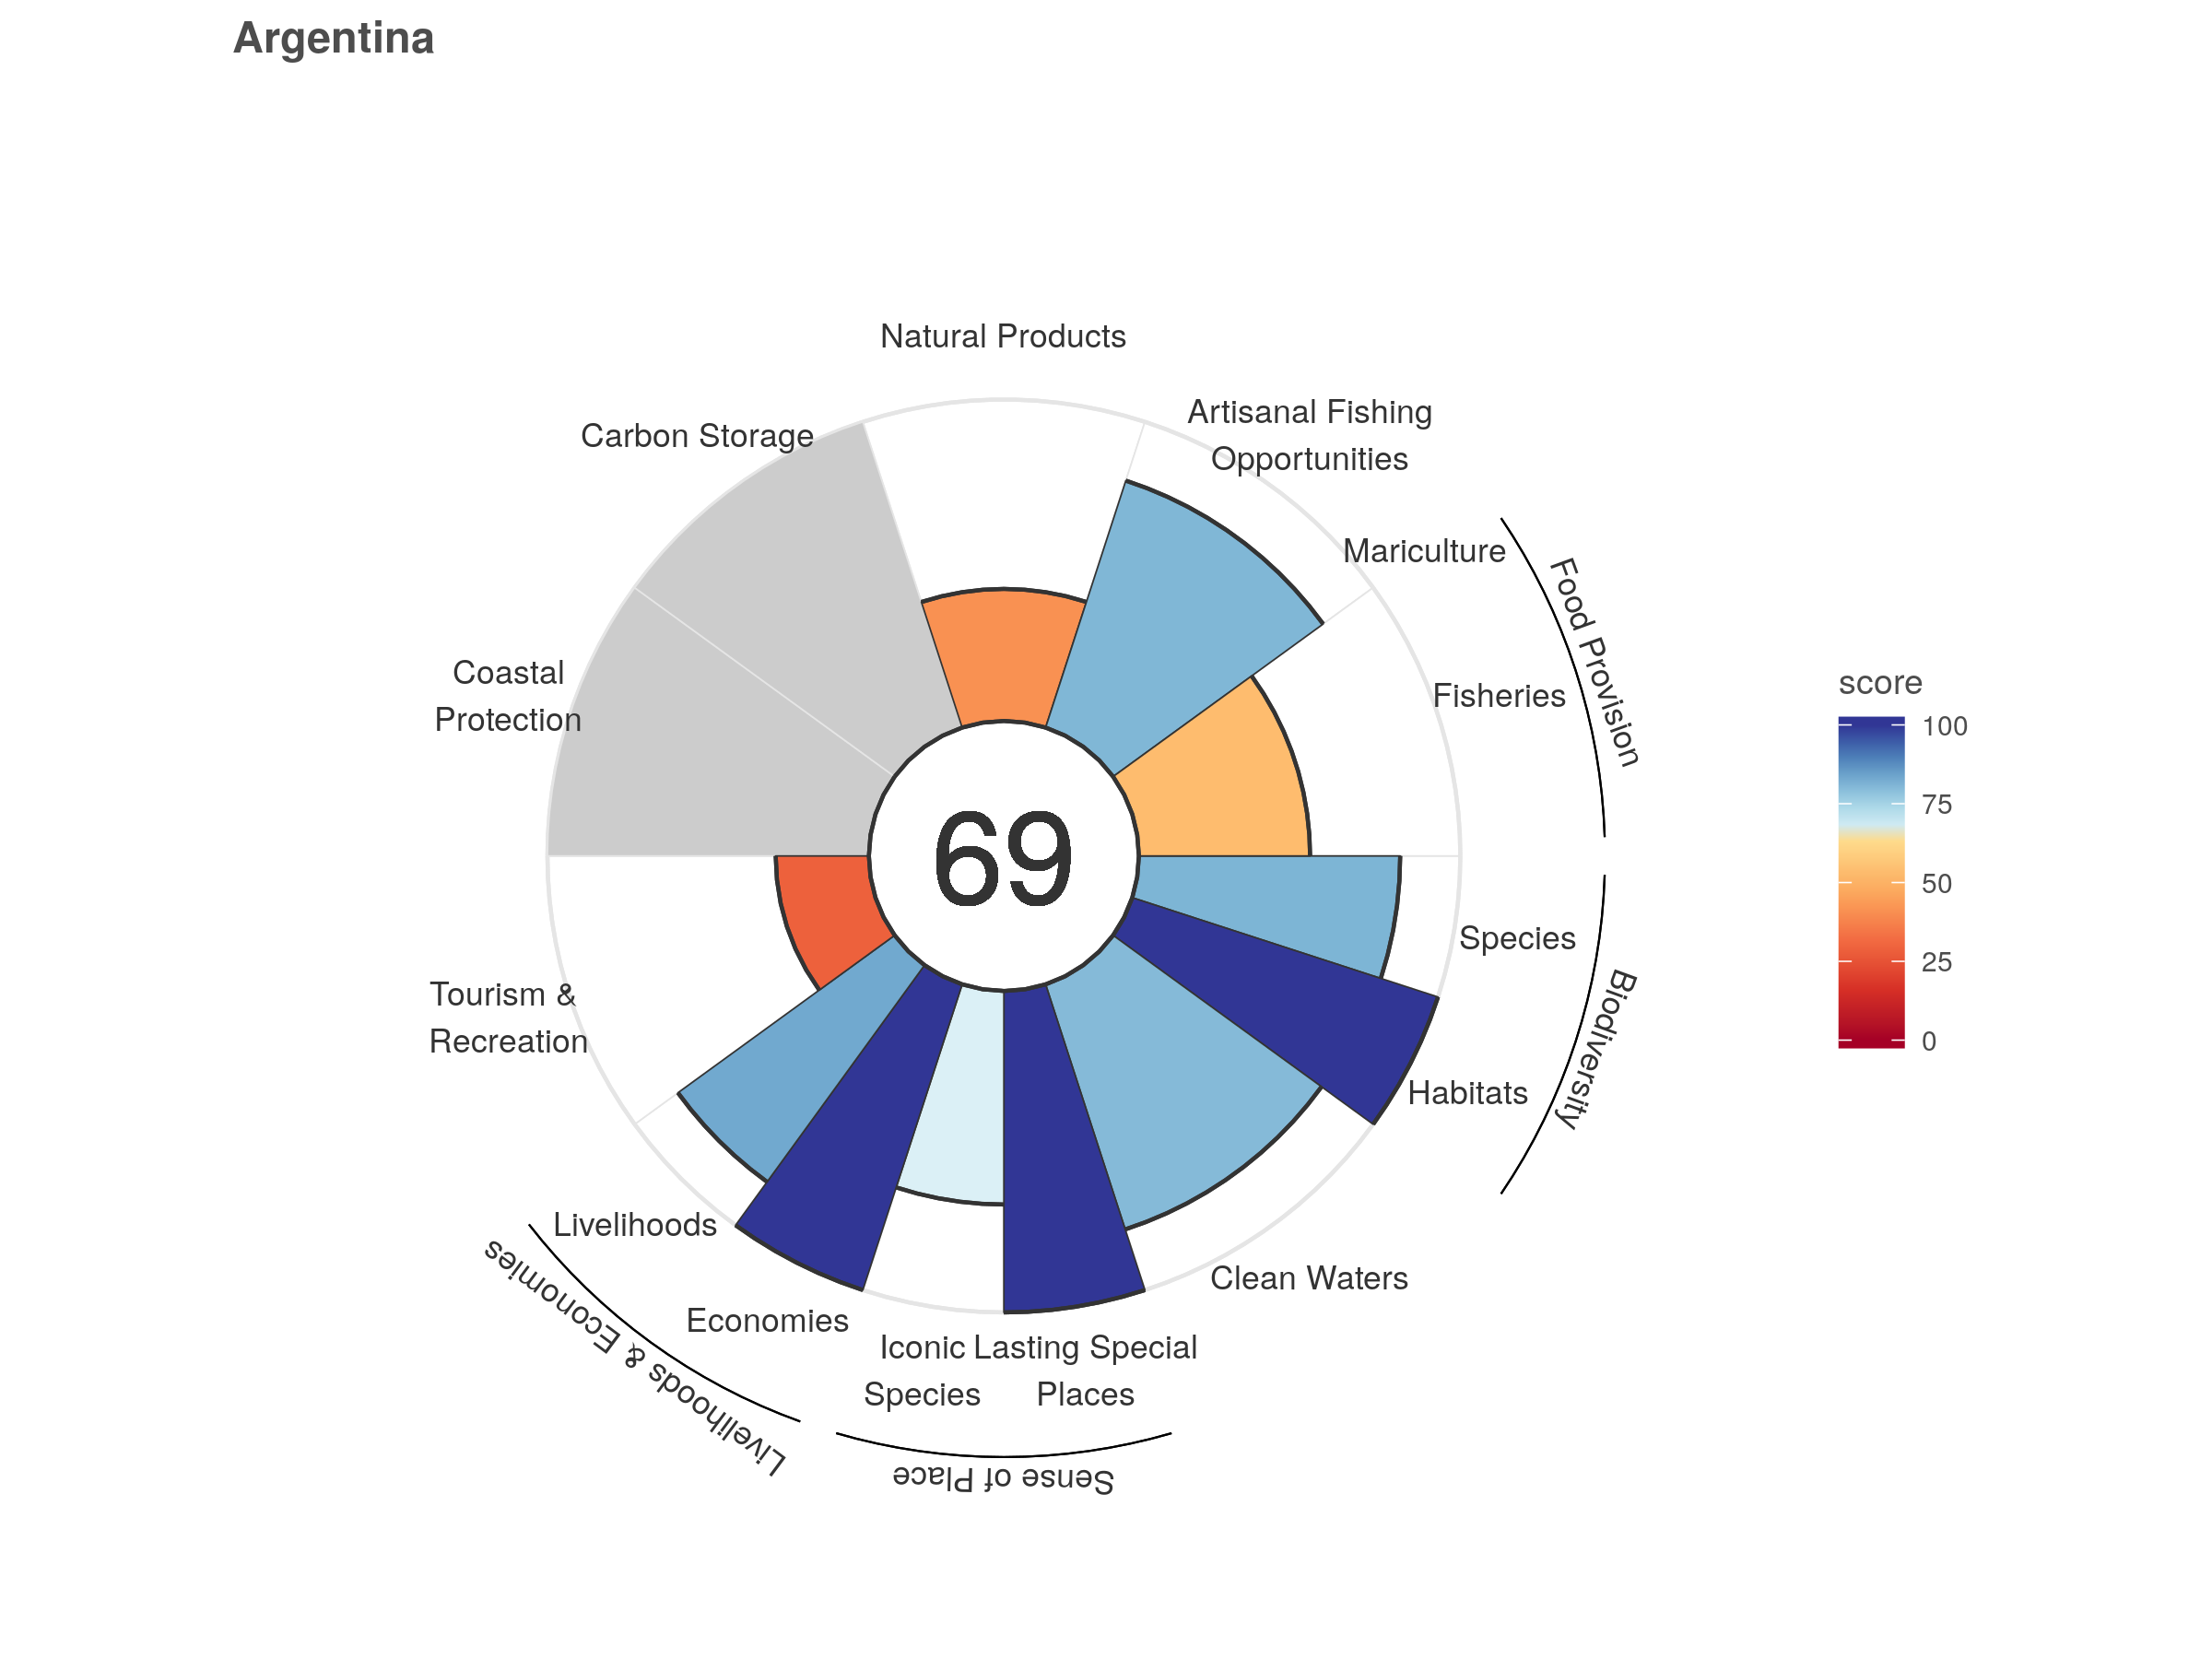 Argentina
Natural Products
Artisanal Fishing
Opportunities
Carbon Storage
Mariculture
Food Provision
Coastal
Protection
Fisheries
69
Species
Biodiversity
Tourism &
Recreation
Habitats
Livelihoods
Clean Waters
Economies
Iconic
Species
Lasting Special
Places
Livelihoods & Economies
Sense of Place
score
100
75
50
25
0